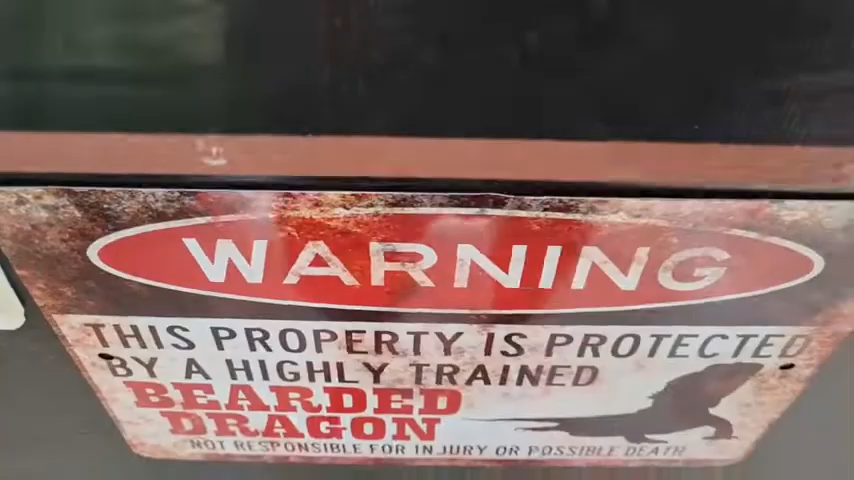 WARNING
THIS PROPERTY IS PROTECTED
BY A HIGHLY TRAINED
BEARDED
DRAGON
NOT RESPONSIBLE FOR INJURY OR POSSIBLE DEATH